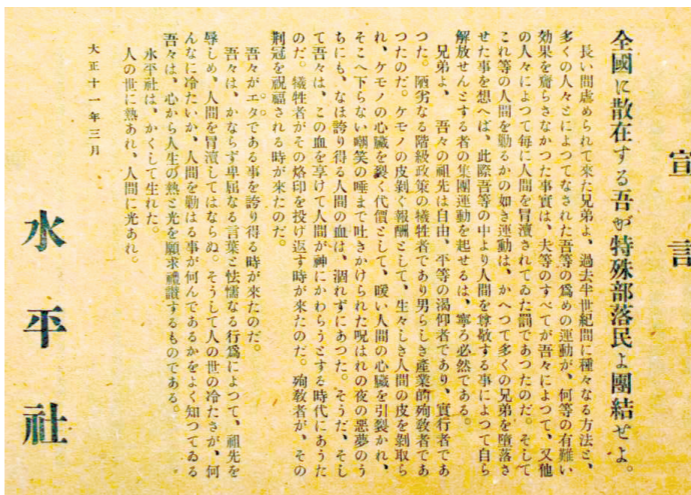 宣言
全國に散在する吾が特殊部落民よ團結せよ。
長い間虐められて來た兄弟よ、過去半世紀間に種々なる方法と、
多くの人々とによつてなされた吾等の爲めの運動が、何等の有難い
効果を齎らさなかつた事實は、夫等のすべてが吾々によつて、又他
の人々によつて毎に人間を冒瀆されてゐた罰であつたのだ。そして
これ等の人間を勦るかの如き運動は、かへつて多くの兄弟を堕落さ
せた事を想へば、此際吾等の中より人間を尊敬する事によつて自ら
解放せんとする者の集團運動を起せるは、寧ろ必然である。
兄弟よ、吾々の祖先は自由、平等の渇仰者であり、實行者であ
つた。陋劣なる階級政策の犠牲者であり男らしき產業的殉敎者であ
つたのだ。ケモノの皮剝ぐ報酬として、生々しき人間の皮を剝取ら
れ、ケモノの心臟を裂く代價として、暖い人間の心臟を引裂かれ、
そこへ下らない嘲笑の唾まで吐きかけられた呪はれの夜の惡夢のう
ちにも、なほ誇り得る人間の血は、涸れずにあつた。そうだ、そし
て吾々は、この血を享けて人間が神にかわらうとする時代にあうた
のだ。犠牲者がその烙印を投げ返す時が來たのだ。殉敎者が、その
荆冠を祝福される時が來たのだ。
吾々がエタである事を誇り得る時が來たのだ。
吾々は、かならず卑屈なる言葉と怯懦なる行爲によつて、祖先を
辱しめ、人間を冒瀆してはならぬ。そうして人の世の冷たさが、何
んなに冷たいか、人間を勦はる事が何んであるかをよく知つてゐる
吾々は、心から人生の熱と光を願求禮讃するものである。
水平社は、かくして生れた。
人の世に熱あれ、人間に光あれ。
大正十一年三月
水平社